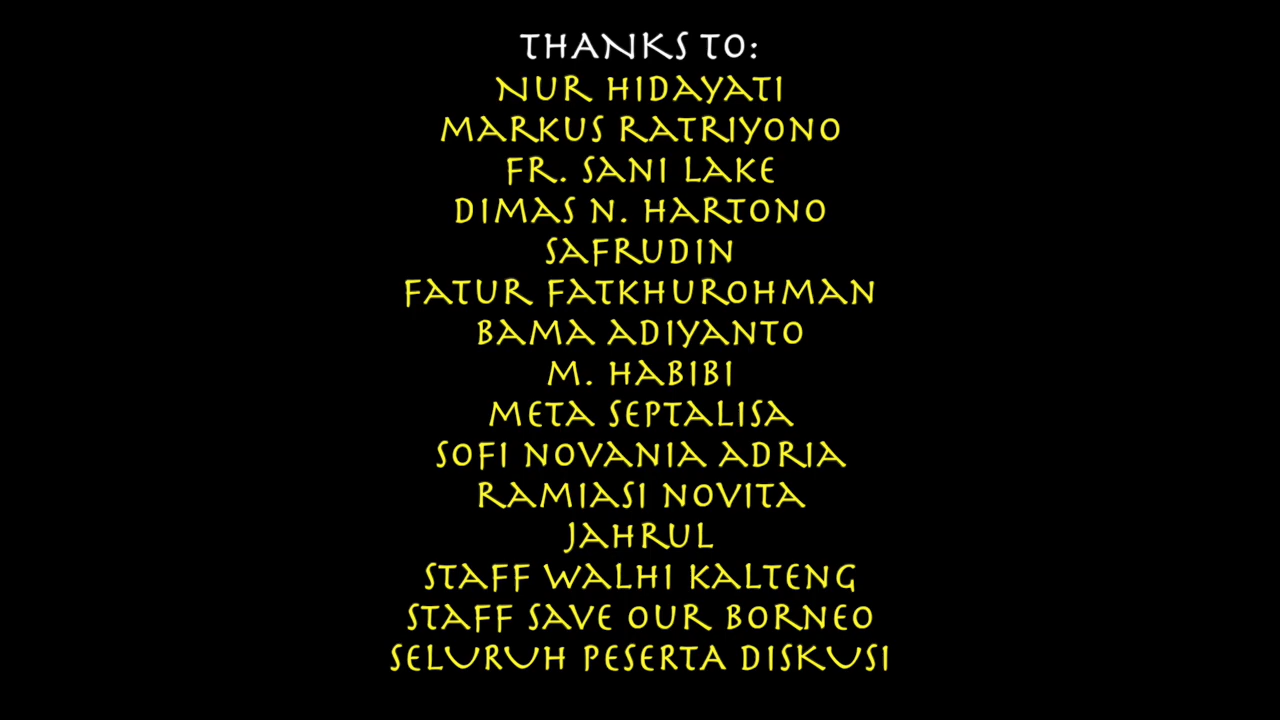 THANKS TO:
NUR HIDAYATI
MARKUS RATRIYONO
FR. SANI LAKE
DIMAS N. HARTONO
SAFRUDIN
FATUR FATKHUROHMAN
BAMA ADIYANTO
M. HABIBI
META SEPTALISA
SOFI NOVANIA ADRIA
RAMIASI NOVITA
JAHRUL
STAFF WALHI KALTENG
STAFF SAVE OUR BORNEO
SELURUH PESERTA DISKUSI